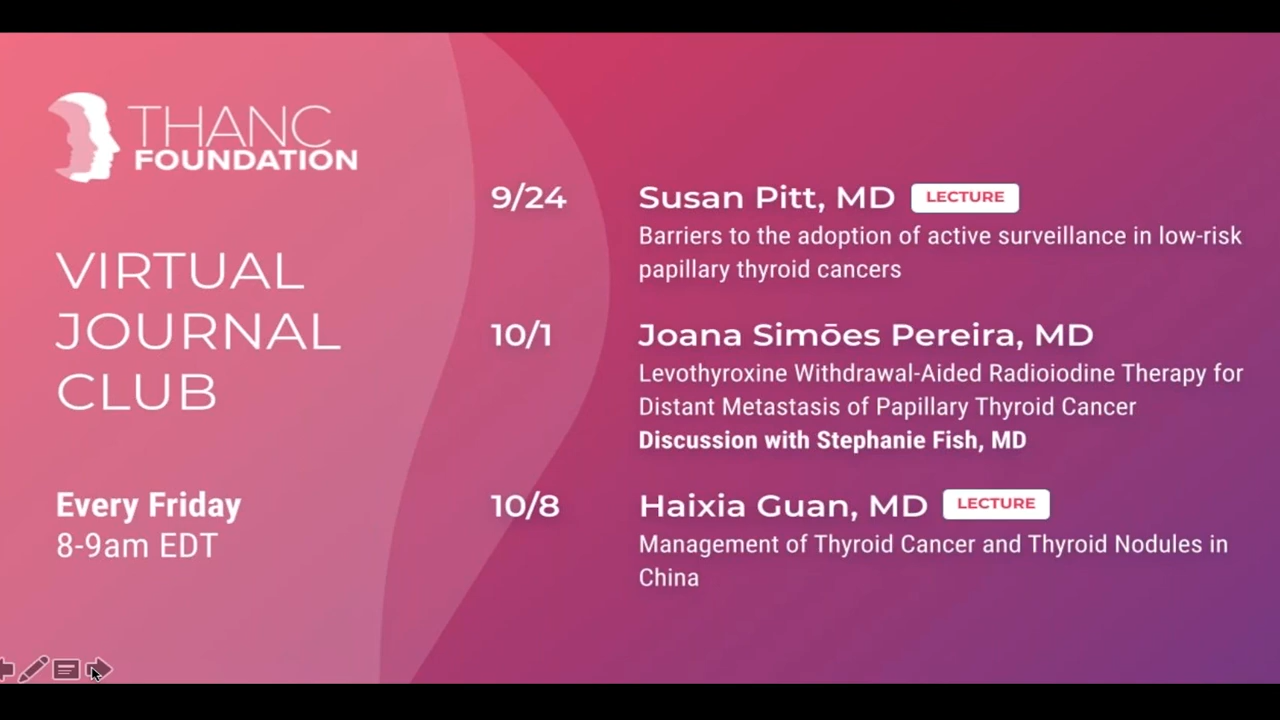 THANC
FOUNDATION
VIRTUAL
JOURNAL
CLUB
Every Friday
8-9am EDT
9/24
Susan Pitt, MD LECTURE
Barriers to the adoption of active surveillance in low-risk
papillary thyroid cancers
10/1
Joana Simões Pereira, MD
Levothyroxine Withdrawal-Aided Radioiodine Therapy for
Distant Metastasis of Papillary Thyroid Cancer
Discussion with Stephanie Fish, MD
10/8
Haixia Guan, MD LECTURE
Management of Thyroid Cancer and Thyroid Nodules in
China